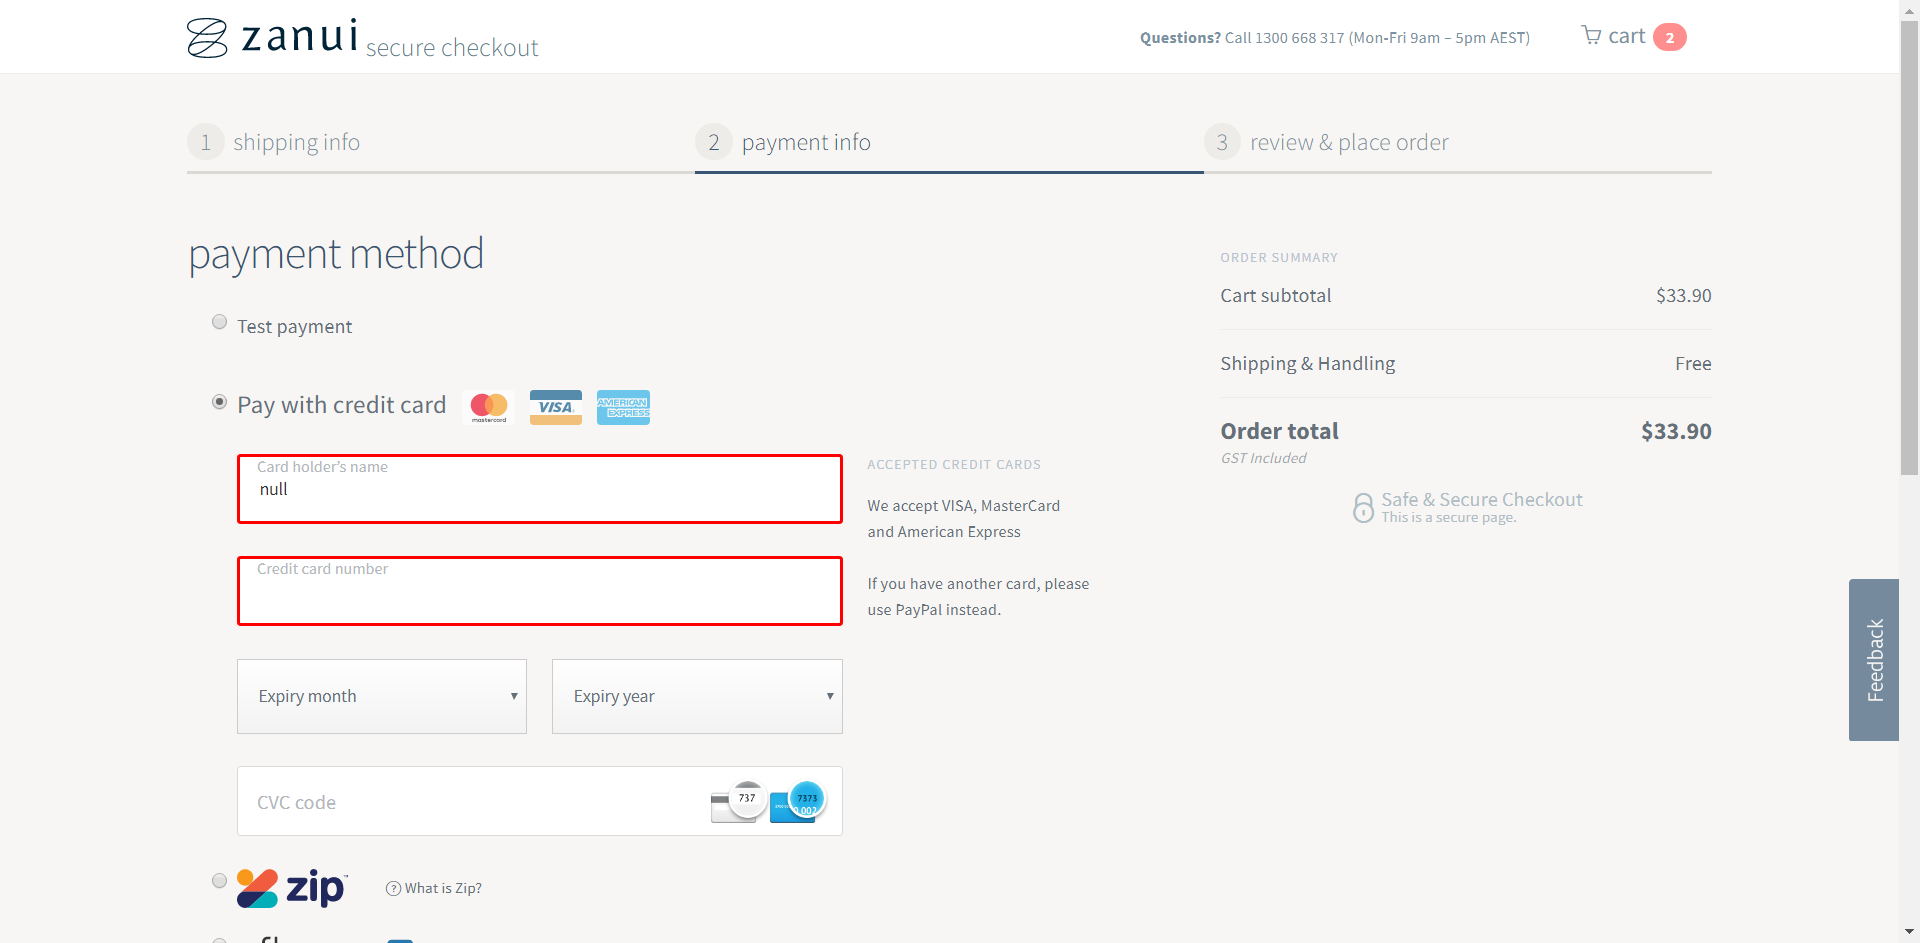 zanui secure checkout
Questions? Call 1300 668 317 (Mon-Fri 9am – 5pm AEST)
cart 2
1 shipping info
2 payment info
3 review & place order
payment method
Test payment
Pay with credit card
mastercard
VISA
AMERICAN EXPRESS
Card holder's name
null
Credit card number
Expiry month
Expiry year
CVC code
737
7373
zip
? What is Zip?
ACCEPTED CREDIT CARDS
We accept VISA, MasterCard
and American Express
If you have another card, please
use PayPal instead.
ORDER SUMMARY
Cart subtotal $33.90
Shipping & Handling Free
Order total $33.90
GST Included
Safe & Secure Checkout
This is a secure page.
Feedback